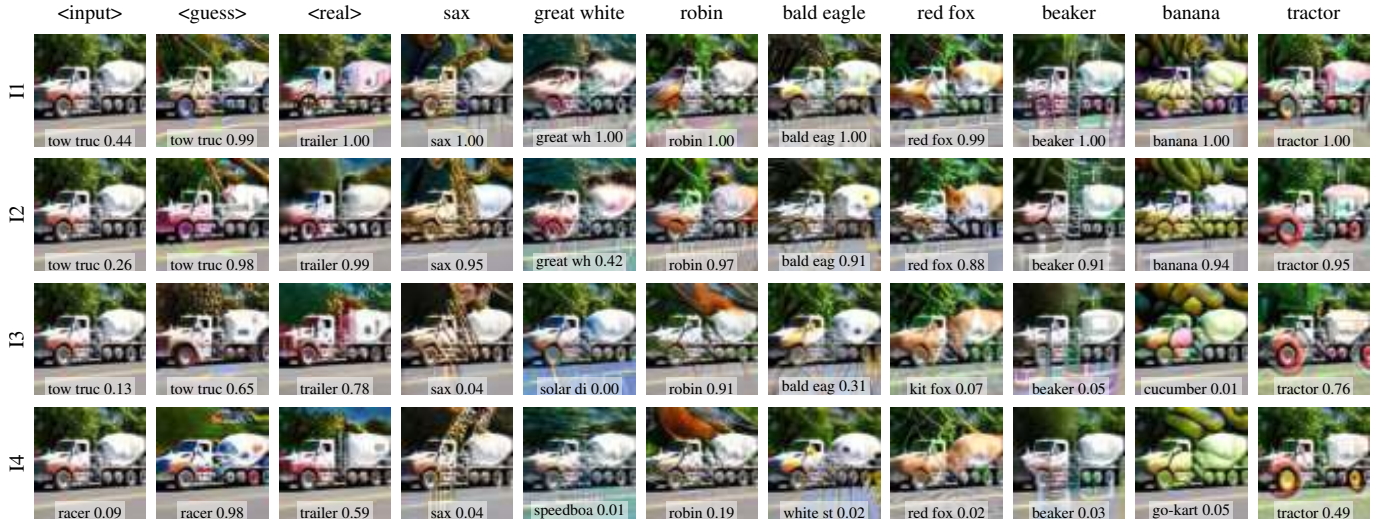 <input> <guess> <real> sax great white robin bald eagle red fox beaker banana tractor
I1
tow truc 0.44 tow truc 0.99 trailer 1.00 sax 1.00 great wh 1.00 robin 1.00 bald eag 1.00 red fox 0.99 beaker 1.00 banana 1.00 tractor 1.00
I2
tow truc 0.26 tow truc 0.98 trailer 0.99 sax 0.95 great wh 0.42 robin 0.97 bald eag 0.91 red fox 0.88 beaker 0.91 banana 0.94 tractor 0.95
I3
tow truc 0.13 tow truc 0.65 trailer 0.78 sax 0.04 solar di 0.00 robin 0.91 bald eag 0.31 kit fox 0.07 beaker 0.05 cucumber 0.01 tractor 0.76
I4
racer 0.09 racer 0.98 trailer 0.59 sax 0.04 speedboa 0.01 robin 0.19 white st 0.02 red fox 0.02 beaker 0.03 go-kart 0.05 tractor 0.49